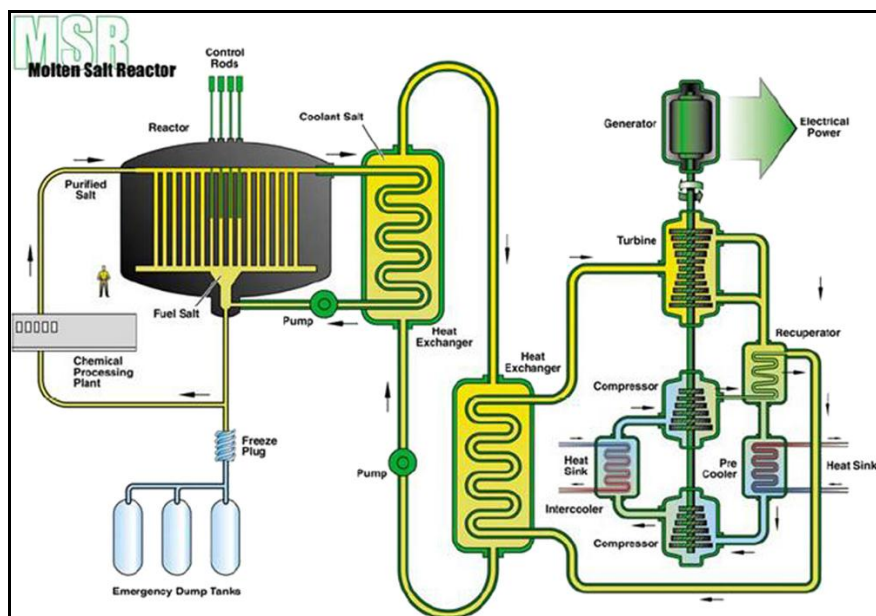 MSR
Molten Salt Reactor
Control
Rods
Coolant Salt
Reactor
Generator
Electrical
Power
Purified
Salt
Turbine
Fuel Salt
Pump
Heat
Exchanger
Recuperator
Chemical
Processing
Plant
Heat
Exchanger
Compressor
Freeze
Plug
Pump
Heat
Sink
Pre
Cooler
Heat Sink
Intercooler
Compressor
Emergency Dump Tanks